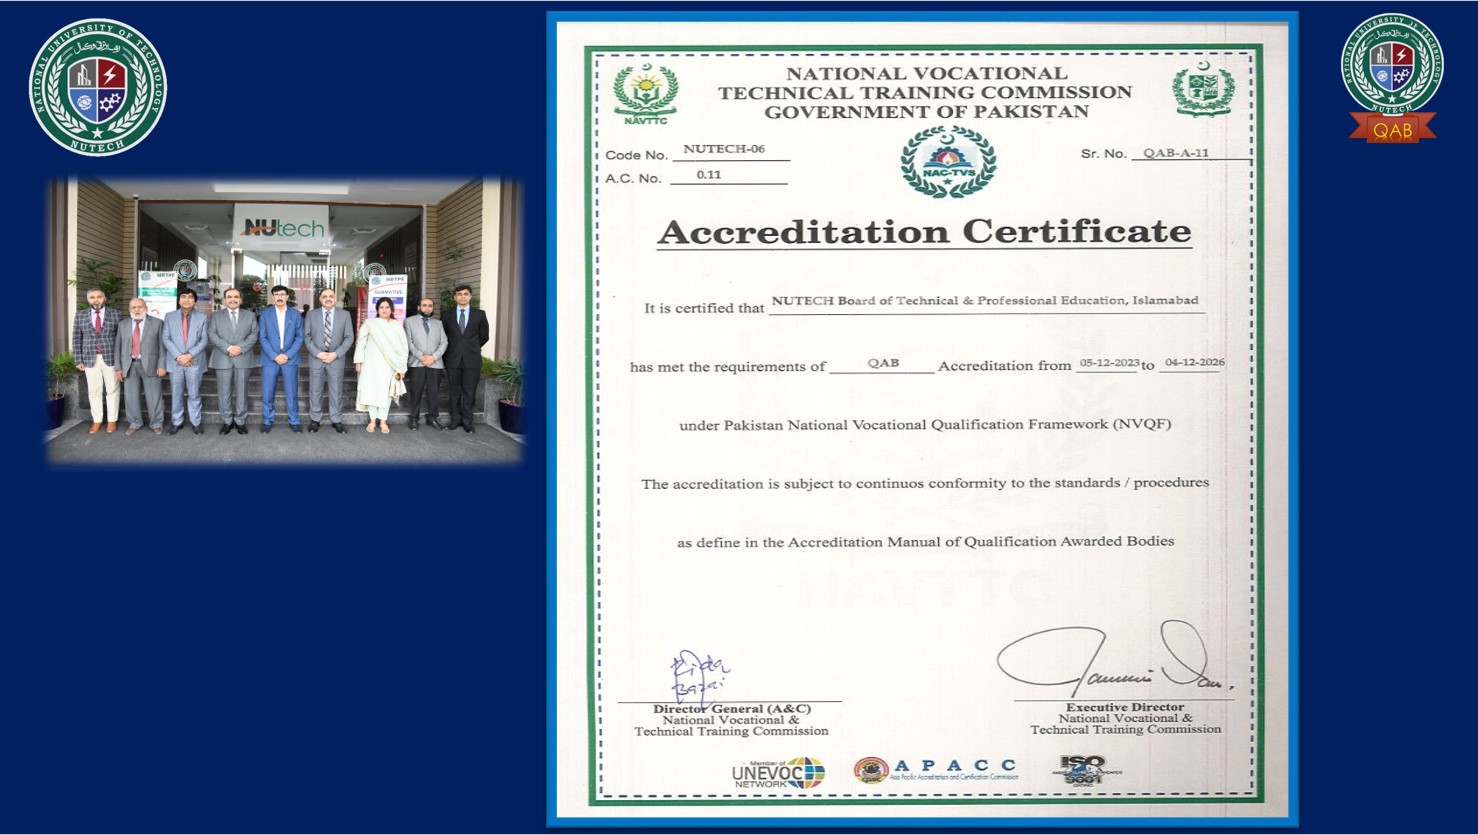 NATIONAL UNIVERSITY OF TECHNOLOGY
NUTECH
NATIONAL UNIVERSITY OF TECHNOLOGY
NUTECH
QAB
NUtech
NBTPE
NORMATIVE
NATIONAL VOCATIONAL
TECHNICAL TRAINING COMMISSION
GOVERNMENT OF PAKISTAN
NAVTTC
Code No. NUTECH-06
Sr. No. QAB-A-11
A.C. No. 0.11
NAC-TVS
Accreditation Certificate
It is certified that NUTECH Board of Technical & Professional Education, Islamabad
has met the requirements of QAB Accreditation from 05-12-2023 to 04-12-2026
under Pakistan National Vocational Qualification Framework (NVQF)
The accreditation is subject to continuos conformity to the standards / procedures
as define in the Accreditation Manual of Qualification Awarded Bodies
Director General (A&C)
National Vocational &
Technical Training Commission
Executive Director
National Vocational &
Technical Training Commission
Member of
UNEVOC
NETWORK
APACC
Asia Pacific Accreditation and Certification Commission
ISO
9001